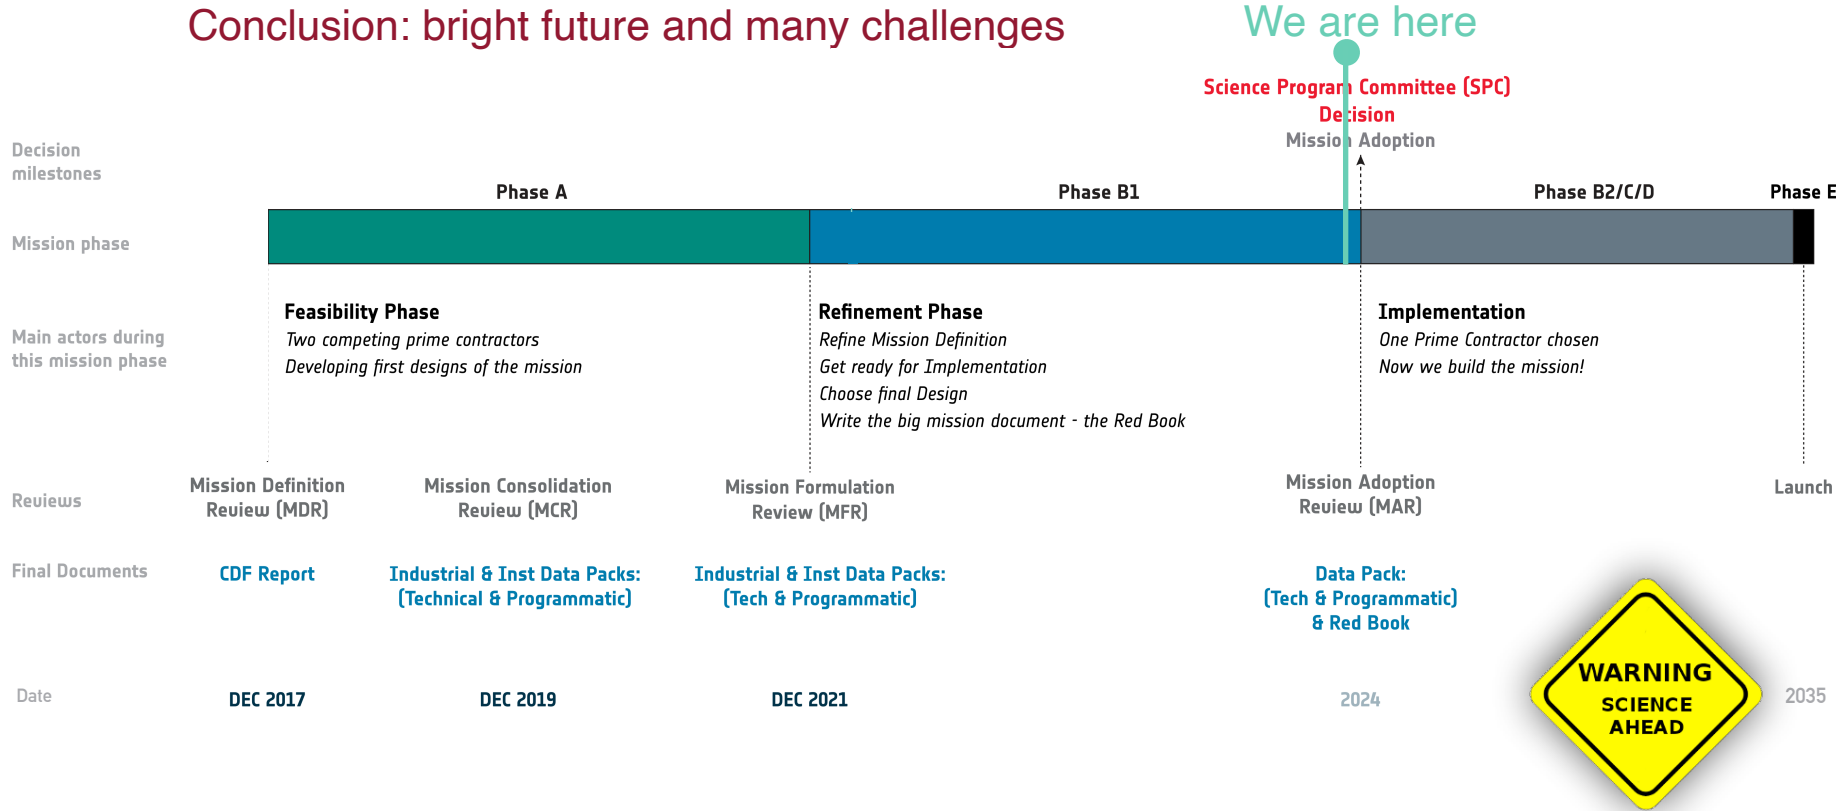 Conclusion: bright future and many challenges
We are here
Science Program Committee (SPC)
Decision
Mission Adoption
Decision
milestones
Phase A
Phase B1
Phase B2/C/D
Phase E
Mission phase
Main actors during
this mission phase
Feasibility Phase
Two competing prime contractors
Developing first designs of the mission
Refinement Phase
Refine Mission Definition
Get ready for Implementation
Choose final Design
Write the big mission document - the Red Book
Implementation
One Prime Contractor chosen
Now we build the mission!
Reviews
Mission Definition
Review (MDR)
Mission Consolidation
Review (MCR)
Mission Formulation
Review (MFR)
Mission Adoption
Review (MAR)
Launch
Final Documents
CDF Report
Industrial & Inst Data Packs:
(Technical & Programmatic)
Industrial & Inst Data Packs:
(Tech & Programmatic)
Data Pack:
(Tech & Programmatic)
& Red Book
WARNING
SCIENCE
AHEAD
Date
DEC 2017
DEC 2019
DEC 2021
2024
2035